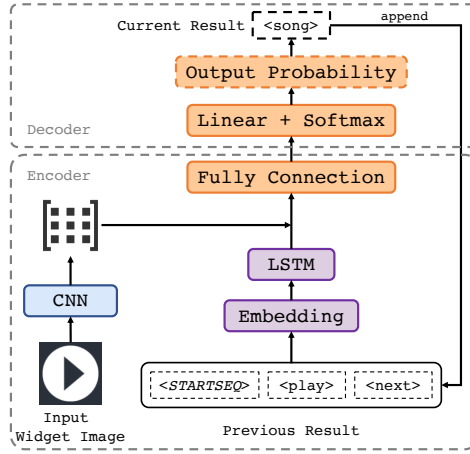 Current Result
<song>
append
Output Probability
Linear + Softmax
Decoder
Encoder
Fully Connection
LSTM
CNN
Embedding
<STARTSEQ>
<play>
<next>
Input
Widget Image
Previous Result